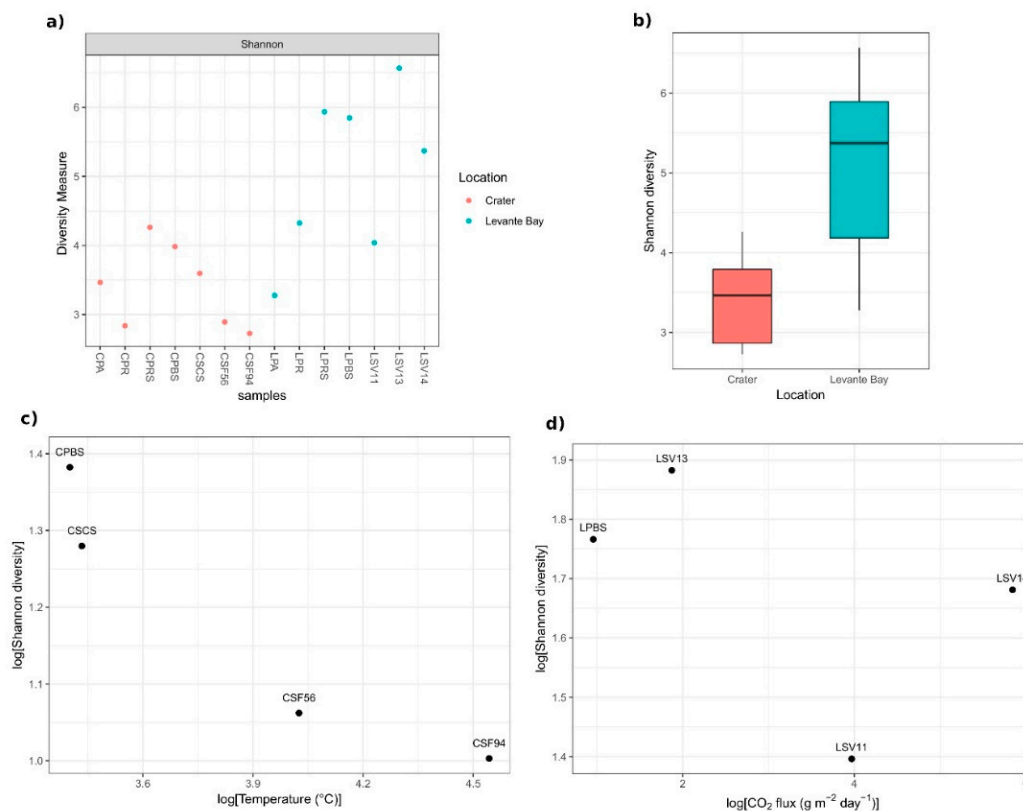 a)
Shannon
Diversity Measure
6
5
4
3
CPA
CPR
CPRS
CPBS
CSCS
CSF56
CSF94
LPA
LPR
LPRS
LPBS
LSV11
LSV13
LSV14
samples
Location
Crater
Levante Bay
b)
Shannon diversity
6
5
4
3
Crater
Levante Bay
Location
c)
log[Shannon diversity]
1.4
1.3
1.2
1.1
1.0
CPBS
CSCS
CSF56
CSF94
3.6
3.9
4.2
4.5
log[Temperature (°C)]
d)
log[Shannon diversity]
1.9
1.8
1.7
1.6
1.5
1.4
LSV13
LPBS
LSV1
LSV11
2
4
log[CO₂ flux (g m⁻² day⁻¹)]